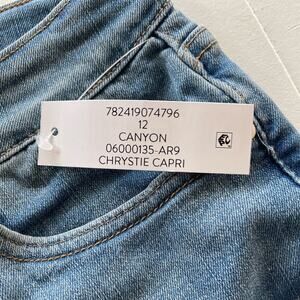 782419074796
12
CANYON
06000135-AR9
CHRYSTIE CAPRI